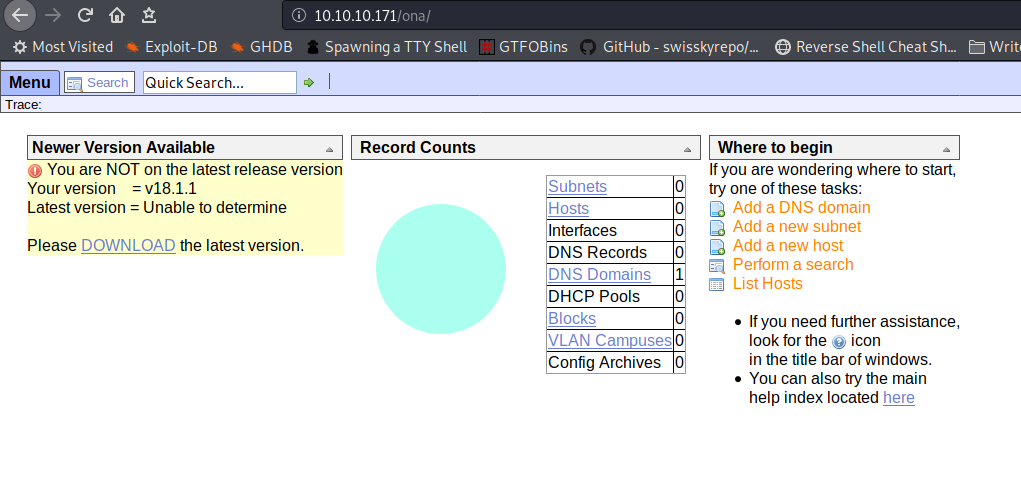 10.10.10.171/ona/
Most Visited Exploit-DB GHDB Spawning a TTY Shell GTFOBins GitHub - swisskyrepo/... Reverse Shell Cheat Sh...
Menu Search Quick Search...
Trace:
Newer Version Available
You are NOT on the latest release version
Your version = v18.1.1
Latest version = Unable to determine
Please DOWNLOAD the latest version.
Record Counts
Subnets 0
Hosts 0
Interfaces 0
DNS Records 0
DNS Domains 1
DHCP Pools 0
Blocks 0
VLAN Campuses 0
Config Archives 0
Where to begin
If you are wondering where to start,
try one of these tasks:
Add a DNS domain
Add a new subnet
Add a new host
Perform a search
List Hosts
If you need further assistance,
look for the ? icon
in the title bar of windows.
You can also try the main
help index located here